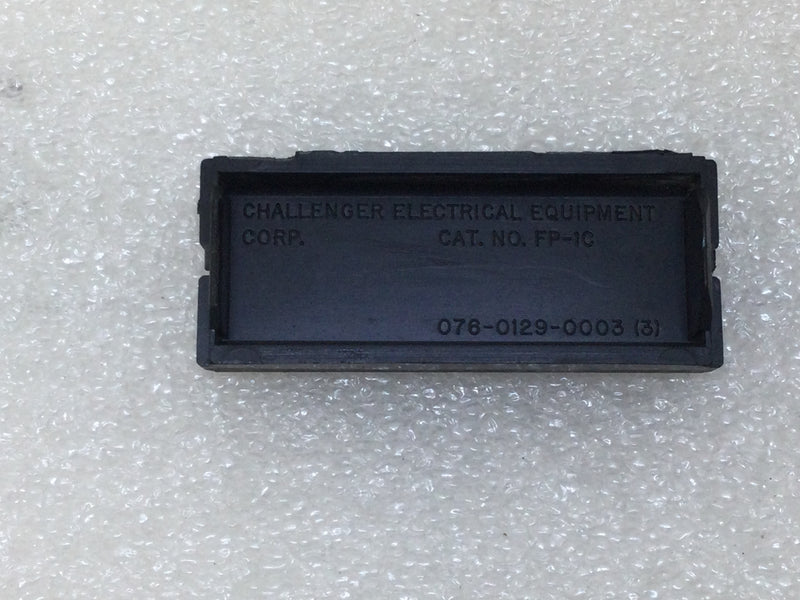 CHALLENGER ELECTRICAL EQUIPMENT
CORP. CAT. NO. FP-1C
076-0129-0003 (3)